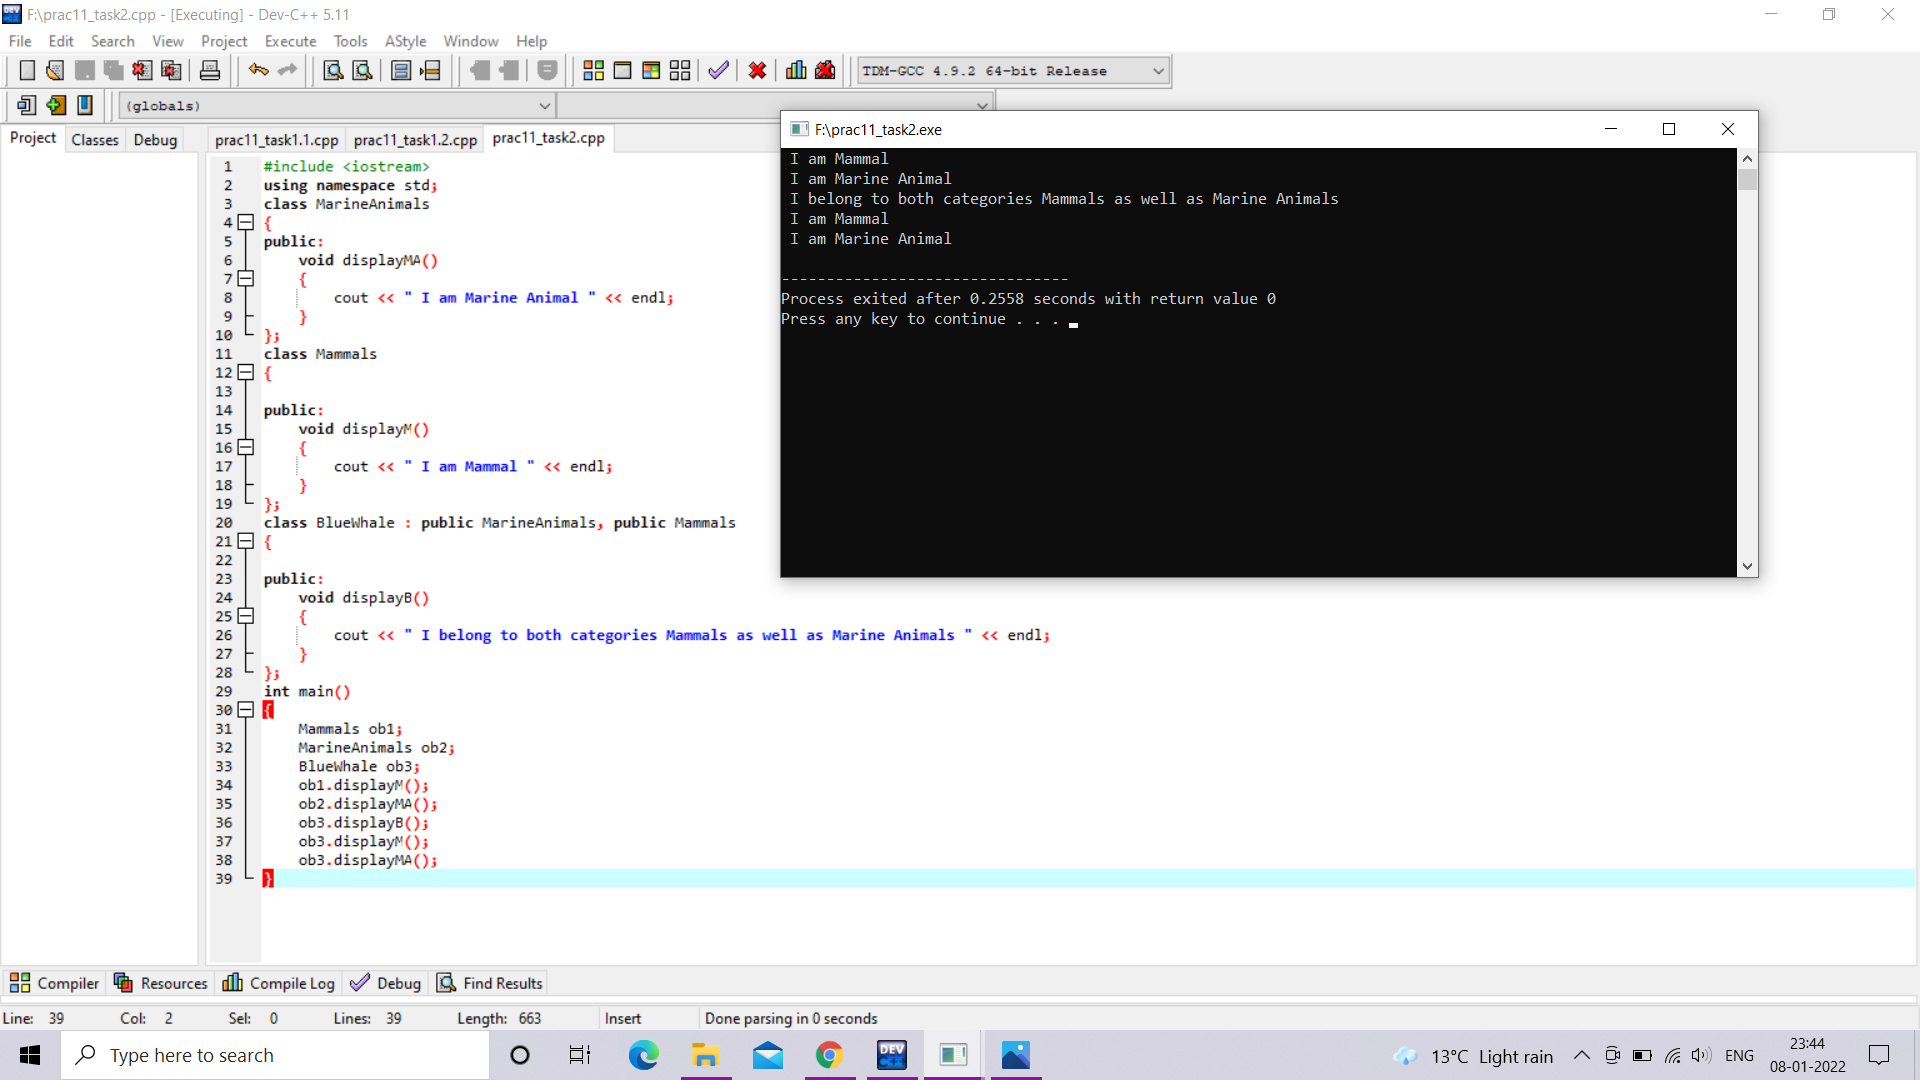 F:\prac11_task2.cpp - [Executing] - Dev-C++ 5.11
File Edit Search View Project Execute Tools AStyle Window Help
TDM-GCC 4.9.2 64-bit Release
(globals)
Project Classes Debug
prac11_task1.1.cpp prac11_task1.2.cpp prac11_task2.cpp
1 #include <iostream>
2 using namespace std;
3 class MarineAnimals
4 {
5 public:
6 void displayMA()
7 {
8 cout << " I am Marine Animal " << endl;
9 }
10 };
11 class Mammals
12 {
13
14 public:
15 void displayM()
16 {
17 cout << " I am Mammal " << endl;
18 }
19 };
20 class BlueWhale : public MarineAnimals, public Mammals
21 {
22
23 public:
24 void displayB()
25 {
26 cout << " I belong to both categories Mammals as well as Marine Animals " << endl;
27 }
28 };
29 int main()
30 {
31 Mammals ob1;
32 MarineAnimals ob2;
33 BlueWhale ob3;
34 ob1.displayM();
35 ob2.displayMA();
36 ob3.displayB();
37 ob3.displayM();
38 ob3.displayMA();
39 }
F:\prac11_task2.exe
I am Mammal
I am Marine Animal
I belong to both categories Mammals as well as Marine Animals
I am Mammal
I am Marine Animal
--------------------------------
Process exited after 0.2558 seconds with return value 0
Press any key to continue . . .
Compiler Resources Compile Log Debug Find Results
Line: 39 Col: 2 Sel: 0 Lines: 39 Length: 663 Insert Done parsing in 0 seconds
Type here to search
DEV C++
13°C Light rain
ENG
23:44
08-01-2022